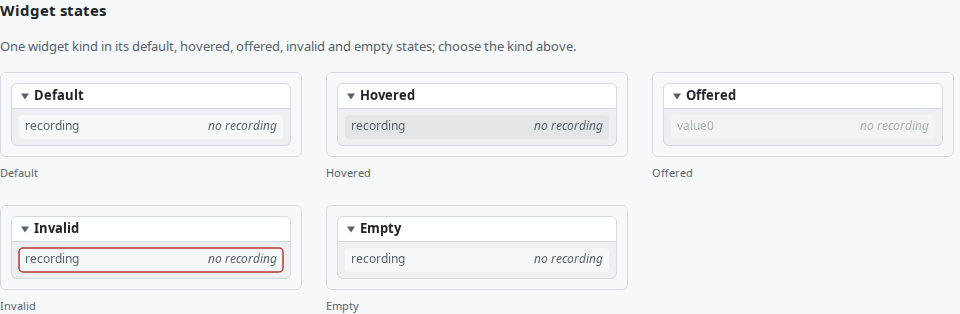 Widget states
One widget kind in its default, hovered, offered, invalid and empty states; choose the kind above.
Default
recording no recording
Default
Hovered
recording no recording
Hovered
Offered
value0 no recording
Offered
Invalid
recording no recording
Invalid
Empty
recording no recording
Empty